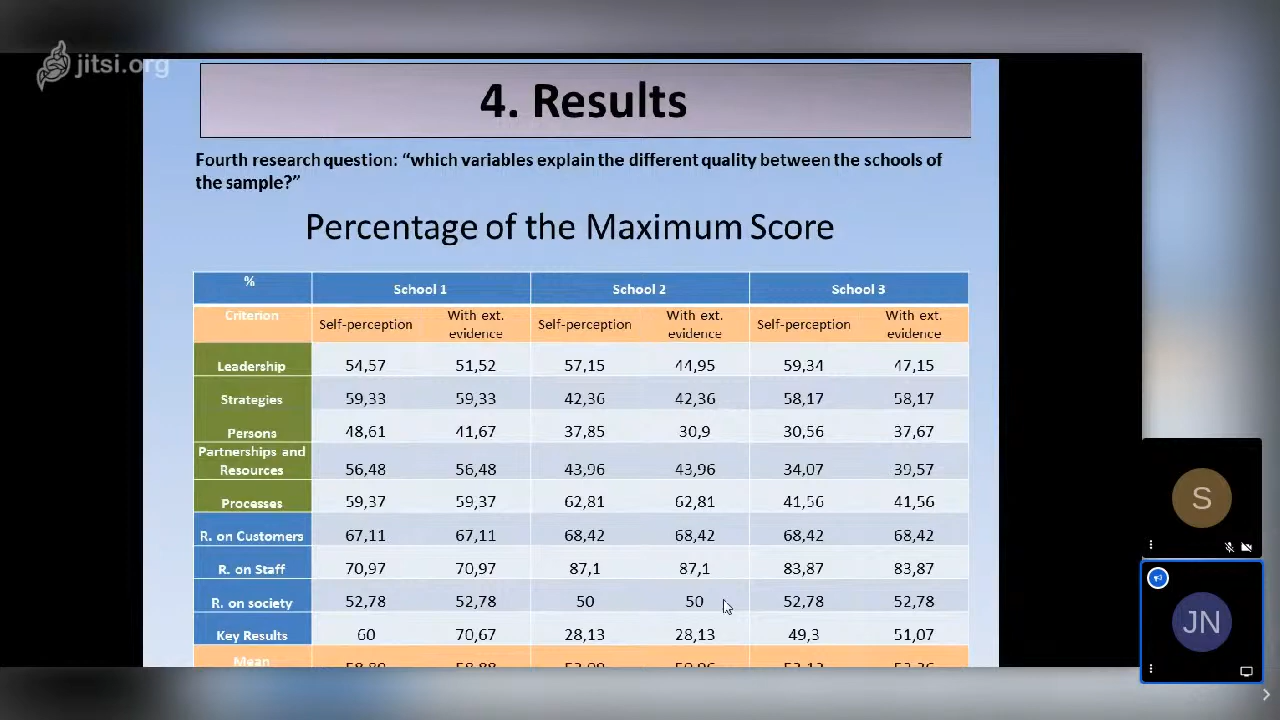 jitsi.org
4. Results
Fourth research question: “which variables explain the different quality between the schools of
the sample?”
Percentage of the Maximum Score
% School 1 School 2 School 3
Criterion Self-perception With ext. evidence Self-perception With ext. evidence Self-perception With ext. evidence
Leadership 54,57 51,52 57,15 44,95 59,34 47,15
Strategies 59,33 59,33 42,36 42,36 58,17 58,17
Persons 48,61 41,67 37,85 30,9 30,56 37,67
Partnerships and Resources 56,48 56,48 43,96 43,96 34,07 39,57
Processes 59,37 59,37 62,81 62,81 41,56 41,56
R. on Customers 67,11 67,11 68,42 68,42 68,42 68,42
R. on Staff 70,97 70,97 87,1 87,1 83,87 83,87
R. on society 52,78 52,78 50 50 52,78 52,78
Key Results 60 70,67 28,13 28,13 49,3 51,07
Mean
S
JN